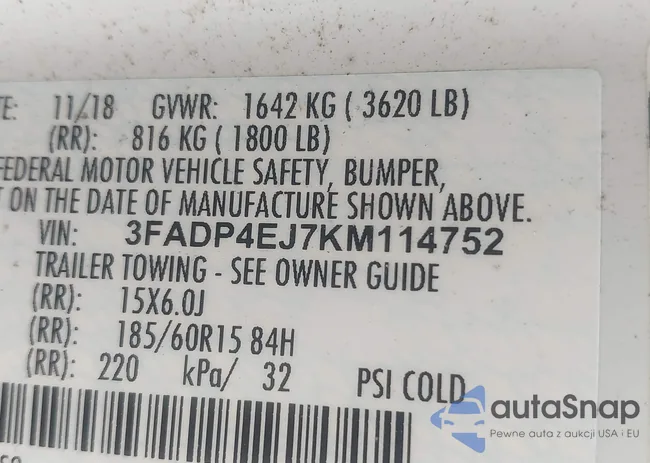 TE: 11/18 GVWR: 1642 KG ( 3620 LB)
(RR): 816 KG ( 1800 LB)
FEDERAL MOTOR VEHICLE SAFETY, BUMPER,
T ON THE DATE OF MANUFACTURE SHOWN ABOVE.
VIN: 3FADP4EJ7KM114752
TRAILER TOWING - SEE OWNER GUIDE
(RR): 15X6.0J
(RR): 185/60R15 84H
(RR): 220 kPa/ 32 PSI COLD
autaSnap
Pewne auta z aukcji USA i EU